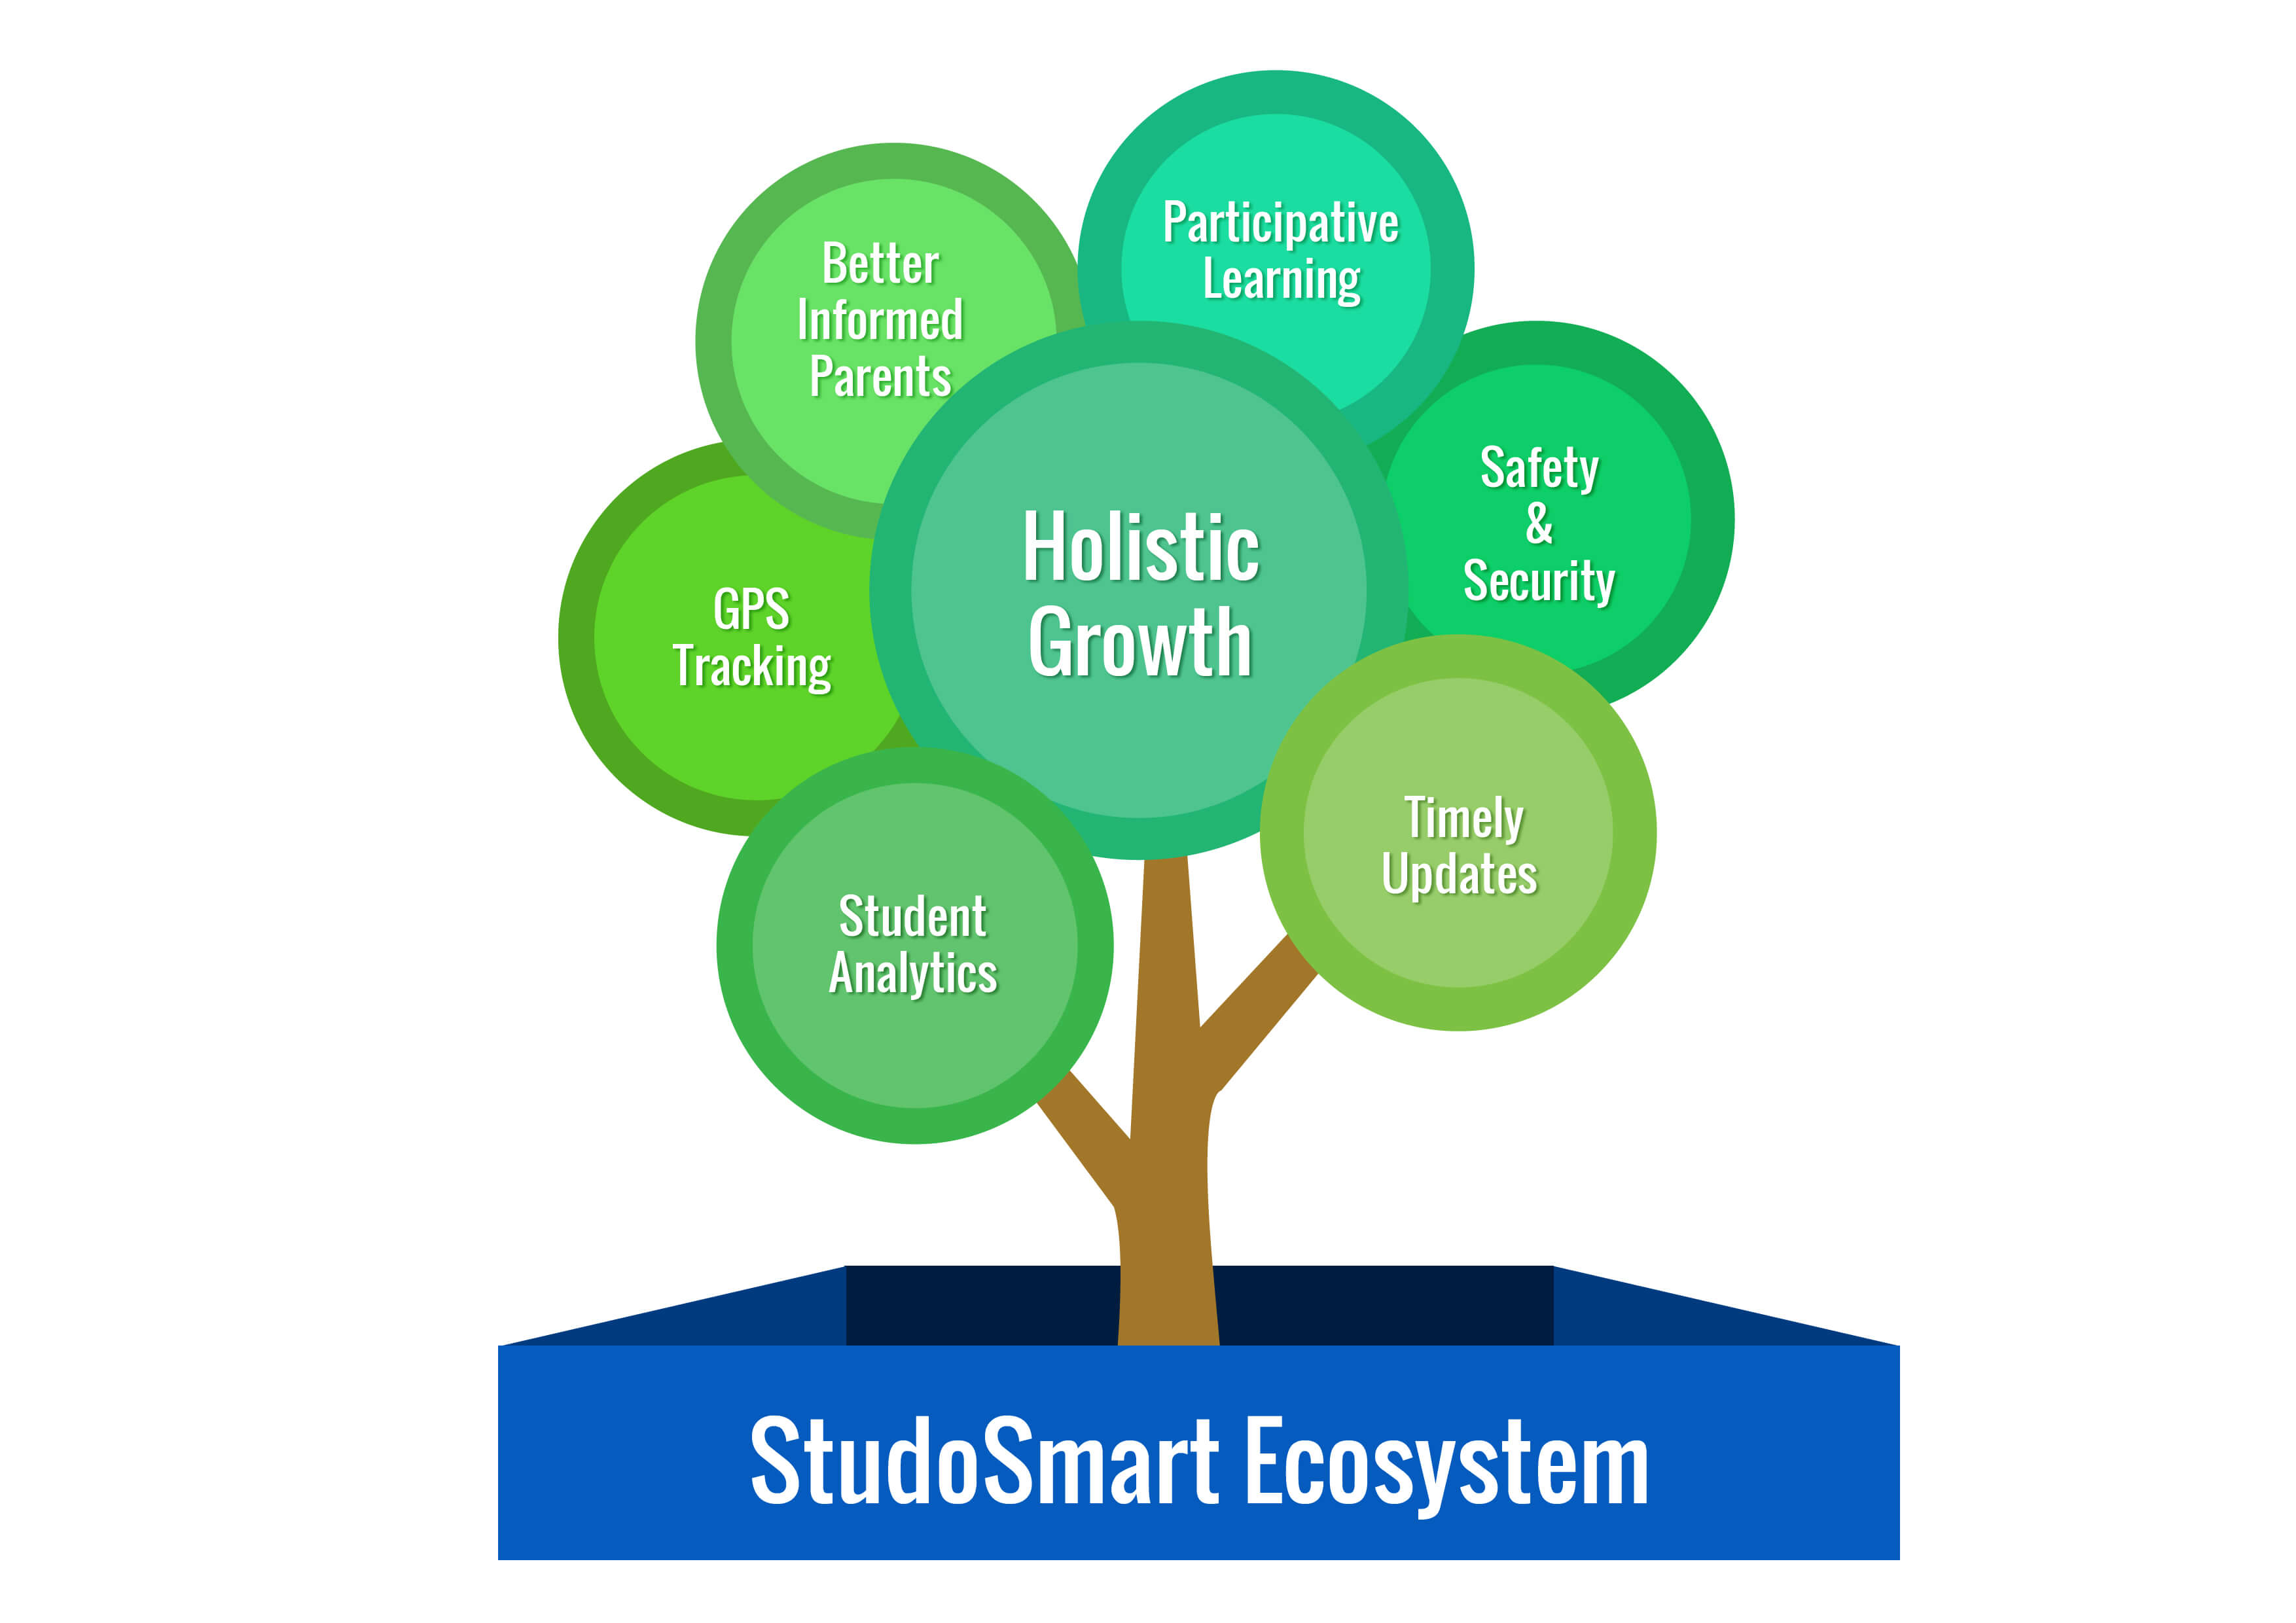 Participative
Learning
Better
Informed
Parents
Safety
&
Security
Holistic
Growth
GPS
Tracking
Timely
Updates
Student
Analytics
StudoSmart Ecosystem